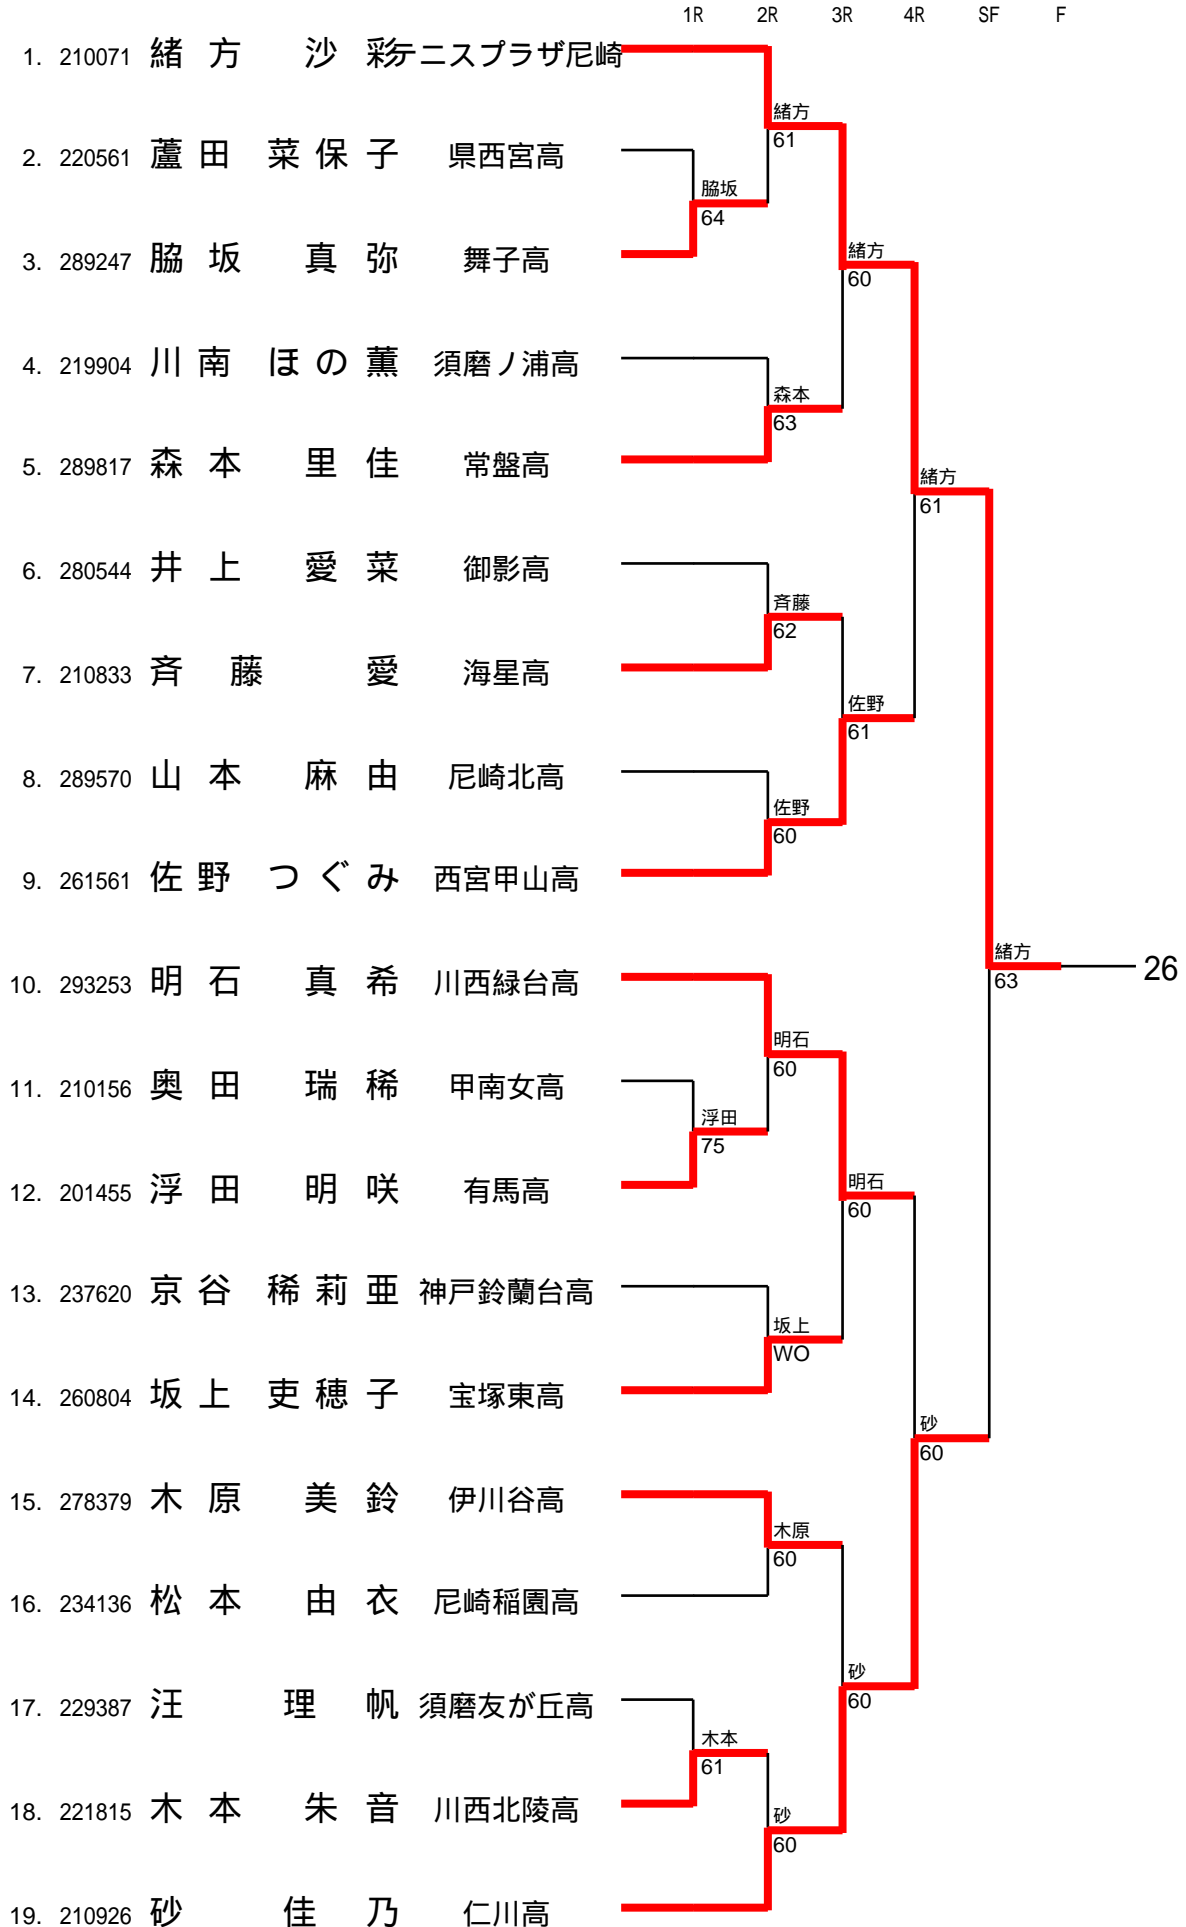 1R 2R 3R 4R SF F
1. 210071 緒方 沙彩 テニスプラザ尼崎
緒方
61
2. 220561 蘆田 菜保子 県西宮高
脇坂
64
3. 289247 脇坂 真弥 舞子高
緒方
60
4. 219904 川南 ほの薫 須磨ノ浦高
森本
63
5. 289817 森本 里佳 常盤高
緒方
61
6. 280544 井上 愛菜 御影高
斉藤
62
7. 210833 斉藤 愛 海星高
佐野
61
8. 289570 山本 麻由 尼崎北高
佐野
60
9. 261561 佐野 つぐみ 西宮甲山高
緒方
63
26
10. 293253 明石 真希 川西緑台高
明石
60
11. 210156 奥田 瑞稀 甲南女高
浮田
75
12. 201455 浮田 明咲 有馬高
明石
60
13. 237620 京谷 稀莉亜 神戸鈴蘭台高
坂上
WO
14. 260804 坂上 吏穂子 宝塚東高
砂
60
15. 278379 木原 美鈴 伊川谷高
木原
60
16. 234136 松本 由衣 尼崎稲園高
砂
60
17. 229387 汪 理帆 須磨友が丘高
木本
61
18. 221815 木本 朱音 川西北陵高
砂
60
19. 210926 砂 佳乃 仁川高